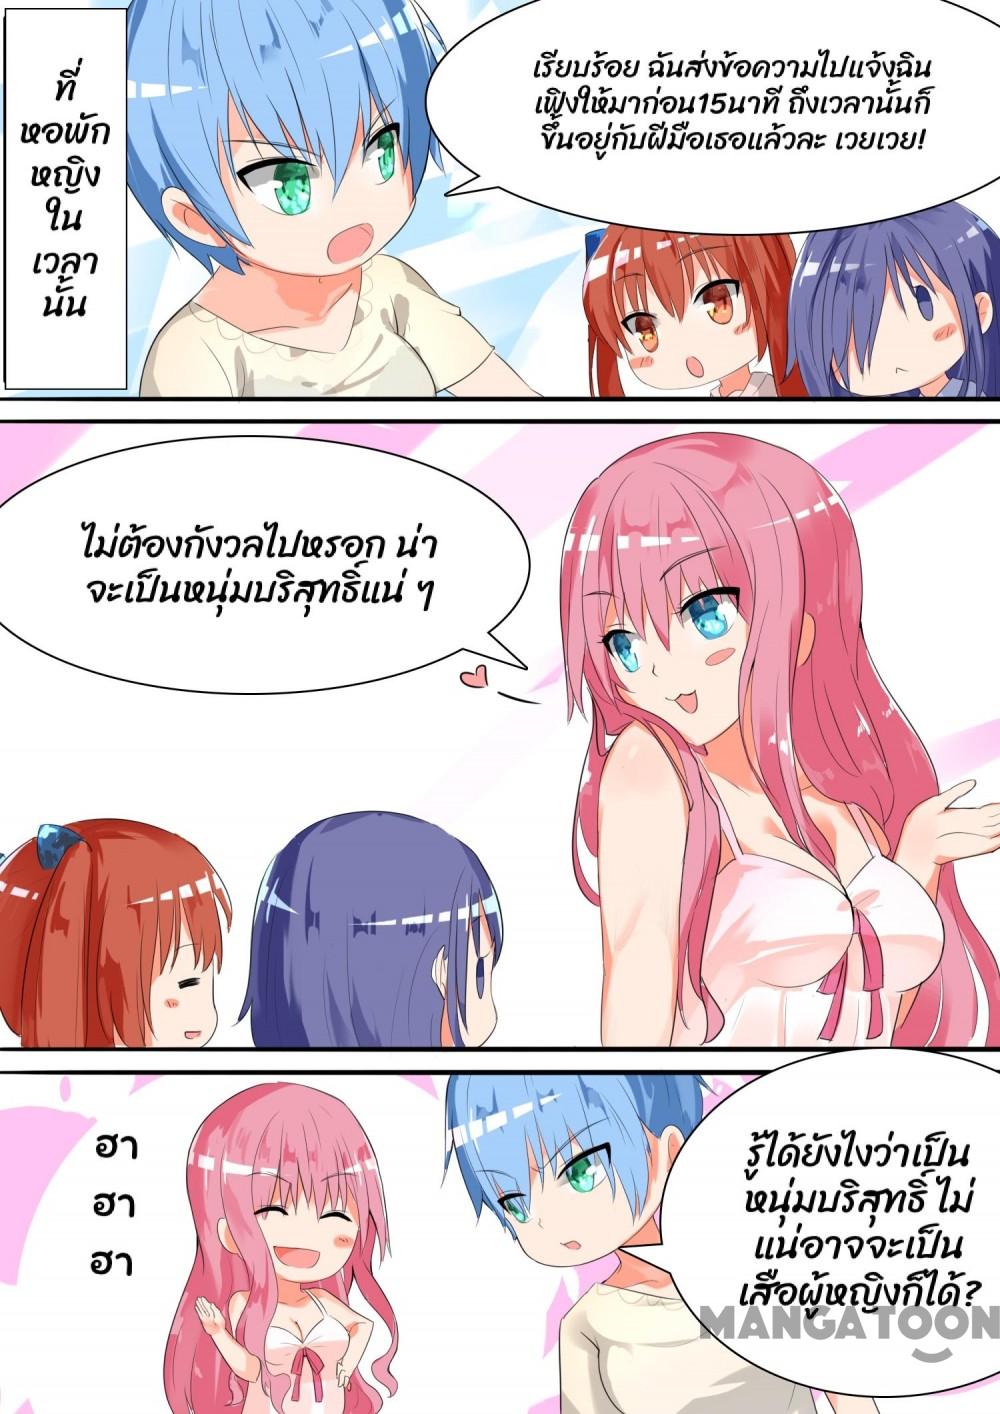 ที่
หอพัก
หญิง
ใน
เวลา
นั้น
เรียบร้อย ฉันส่งข้อความไปแจ้งฉิน
เฟิงให้มาก่อน15นาที ถึงเวลานั้นก็
ขึ้นอยู่กับฝีมือเธอแล้วละ เวยเวย!
ไม่ต้องกังวลไปหรอก น่า
จะเป็นหนุ่มบริสุทธิ์แน่ ๆ
ฮา
ฮา
ฮา
รู้ได้ยังไงว่าเป็น
หนุ่มบริสุทธิ์ ไม่
แน่อาจจะเป็น
เสือผู้หญิงก็ได้?
MANGATOON